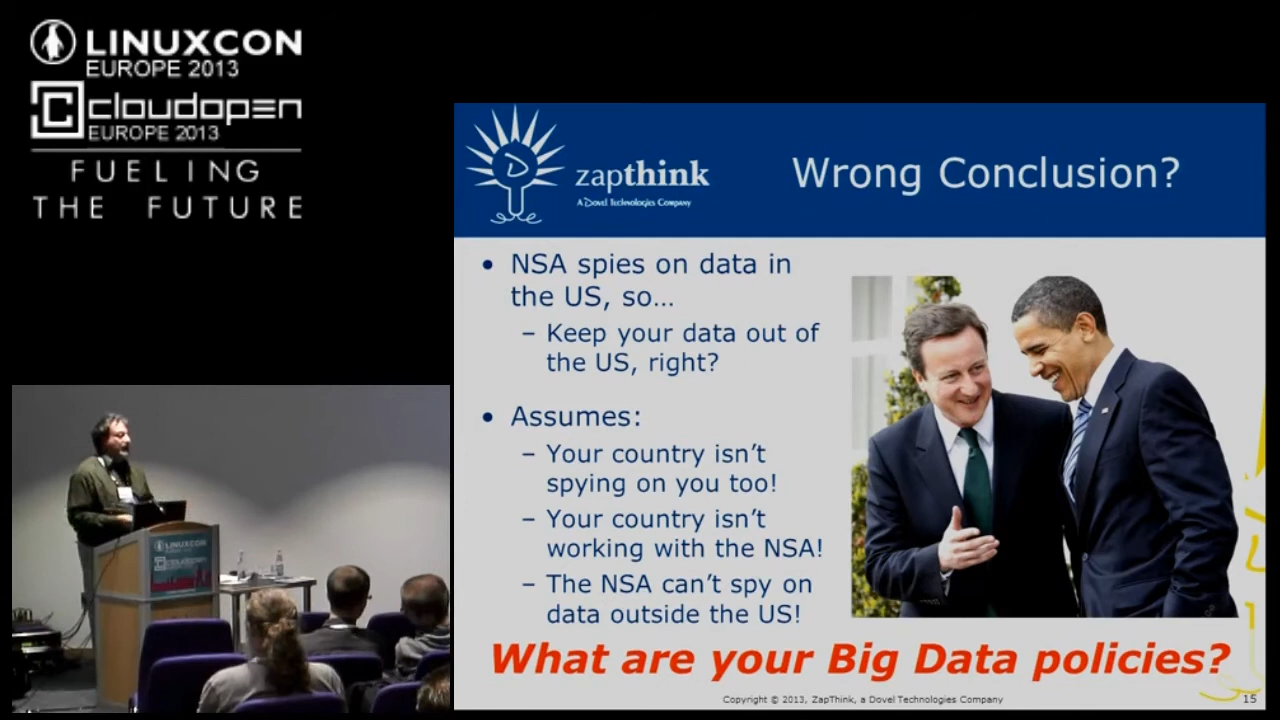 LINUXCON
EUROPE 2013
cloudopen
EUROPE 2013
FUELING
THE FUTURE
zapthink
A Dovel Technologies Company
Wrong Conclusion?
• NSA spies on data in
the US, so…
– Keep your data out of
the US, right?
• Assumes:
– Your country isn’t
spying on you too!
– Your country isn’t
working with the NSA!
– The NSA can’t spy on
data outside the US!
What are your Big Data policies?
Copyright © 2013, ZapThink, a Dovel Technologies Company
15
LINUXCON
cloudopen